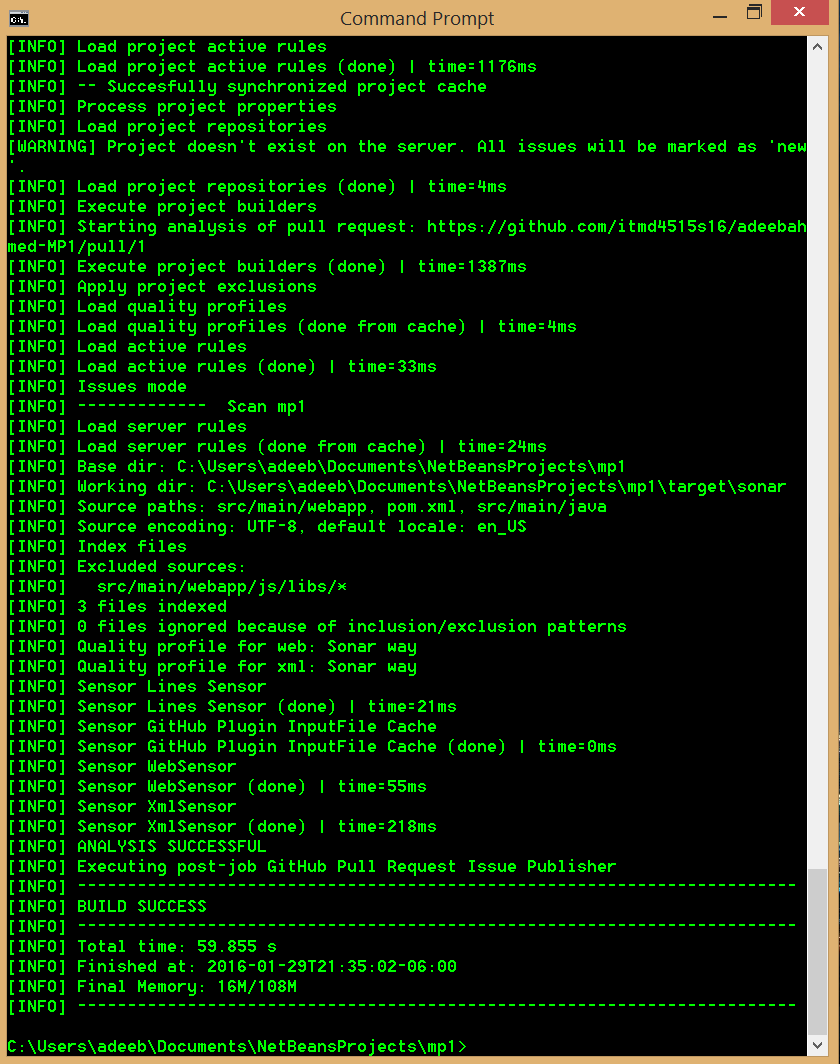 Command Prompt
[INFO] Load project active rules
[INFO] Load project active rules (done) | time=1176ms
[INFO] -- Succesfully synchronized project cache
[INFO] Process project properties
[INFO] Load project repositories
[WARNING] Project doesn't exist on the server. All issues will be marked as 'new
'.
[INFO] Load project repositories (done) | time=4ms
[INFO] Execute project builders
[INFO] Starting analysis of pull request: https://github.com/itmd4515s16/adeebah
med-MP1/pull/1
[INFO] Execute project builders (done) | time=1387ms
[INFO] Apply project exclusions
[INFO] Load quality profiles
[INFO] Load quality profiles (done from cache) | time=4ms
[INFO] Load active rules
[INFO] Load active rules (done) | time=33ms
[INFO] Issues mode
[INFO] -------------  Scan mp1
[INFO] Load server rules
[INFO] Load server rules (done from cache) | time=24ms
[INFO] Base dir: C:\Users\adeeb\Documents\NetBeansProjects\mp1
[INFO] Working dir: C:\Users\adeeb\Documents\NetBeansProjects\mp1\target\sonar
[INFO] Source paths: src/main/webapp, pom.xml, src/main/java
[INFO] Source encoding: UTF-8, default locale: en_US
[INFO] Index files
[INFO] Excluded sources:
[INFO]   src/main/webapp/js/libs/*
[INFO] 3 files indexed
[INFO] 0 files ignored because of inclusion/exclusion patterns
[INFO] Quality profile for web: Sonar way
[INFO] Quality profile for xml: Sonar way
[INFO] Sensor Lines Sensor
[INFO] Sensor Lines Sensor (done) | time=21ms
[INFO] Sensor GitHub Plugin InputFile Cache
[INFO] Sensor GitHub Plugin InputFile Cache (done) | time=0ms
[INFO] Sensor WebSensor
[INFO] Sensor WebSensor (done) | time=55ms
[INFO] Sensor XmlSensor
[INFO] Sensor XmlSensor (done) | time=218ms
[INFO] ANALYSIS SUCCESSFUL
[INFO] Executing post-job GitHub Pull Request Issue Publisher
[INFO] ------------------------------------------------------------------------
[INFO] BUILD SUCCESS
[INFO] ------------------------------------------------------------------------
[INFO] Total time: 59.855 s
[INFO] Finished at: 2016-01-29T21:35:02-06:00
[INFO] Final Memory: 16M/108M
[INFO] ------------------------------------------------------------------------
C:\Users\adeeb\Documents\NetBeansProjects\mp1>